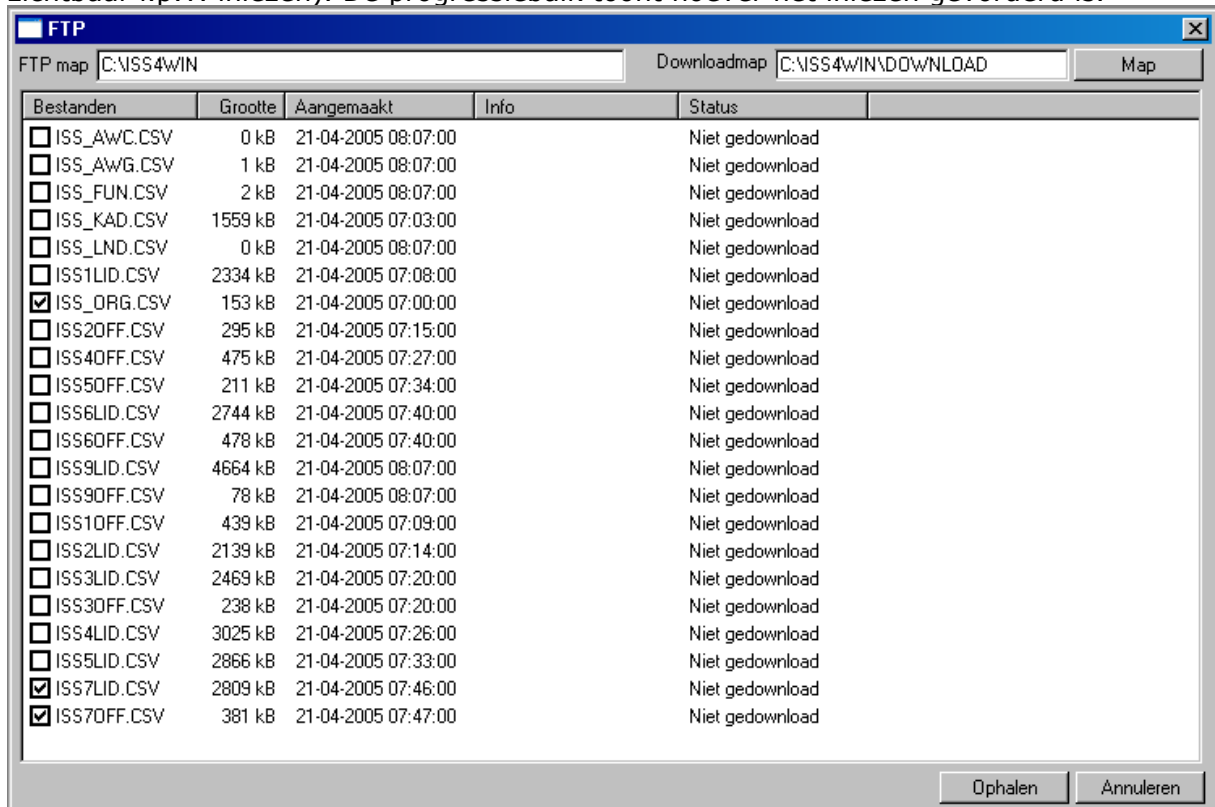 zichtbaar i.p.v. inlezen). De progressiebalk toont hoever het inlezen gevorderd is.
FTP
FTP map C:\ISS4WIN Downloadmap C:\ISS4WIN\DOWNLOAD Map
Bestanden Grootte Aangemaakt Info Status
ISS_AWC.CSV 0 kB 21-04-2005 08:07:00 Niet gedownload
ISS_AWG.CSV 1 kB 21-04-2005 08:07:00 Niet gedownload
ISS_FUN.CSV 2 kB 21-04-2005 08:07:00 Niet gedownload
ISS_KAD.CSV 1559 kB 21-04-2005 07:03:00 Niet gedownload
ISS_LND.CSV 0 kB 21-04-2005 08:07:00 Niet gedownload
ISS1LID.CSV 2334 kB 21-04-2005 07:08:00 Niet gedownload
ISS_ORG.CSV 153 kB 21-04-2005 07:00:00 Niet gedownload
ISS2OFF.CSV 295 kB 21-04-2005 07:15:00 Niet gedownload
ISS4OFF.CSV 475 kB 21-04-2005 07:27:00 Niet gedownload
ISS5OFF.CSV 211 kB 21-04-2005 07:34:00 Niet gedownload
ISS6LID.CSV 2744 kB 21-04-2005 07:40:00 Niet gedownload
ISS6OFF.CSV 478 kB 21-04-2005 07:40:00 Niet gedownload
ISS9LID.CSV 4664 kB 21-04-2005 08:07:00 Niet gedownload
ISS9OFF.CSV 78 kB 21-04-2005 08:07:00 Niet gedownload
ISS1OFF.CSV 439 kB 21-04-2005 07:09:00 Niet gedownload
ISS2LID.CSV 2139 kB 21-04-2005 07:14:00 Niet gedownload
ISS3LID.CSV 2469 kB 21-04-2005 07:20:00 Niet gedownload
ISS3OFF.CSV 238 kB 21-04-2005 07:20:00 Niet gedownload
ISS4LID.CSV 3025 kB 21-04-2005 07:26:00 Niet gedownload
ISS5LID.CSV 2866 kB 21-04-2005 07:33:00 Niet gedownload
ISS7LID.CSV 2809 kB 21-04-2005 07:46:00 Niet gedownload
ISS7OFF.CSV 381 kB 21-04-2005 07:47:00 Niet gedownload
Ophalen Annuleren